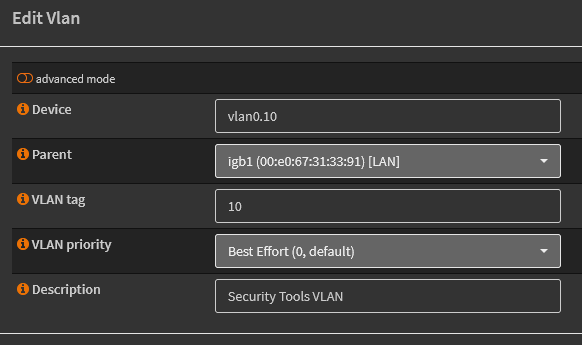 Edit Vlan
advanced mode
Device vlan0.10
Parent igb1 (00:e0:67:31:33:91) [LAN]
VLAN tag 10
VLAN priority Best Effort (0, default)
Description Security Tools VLAN